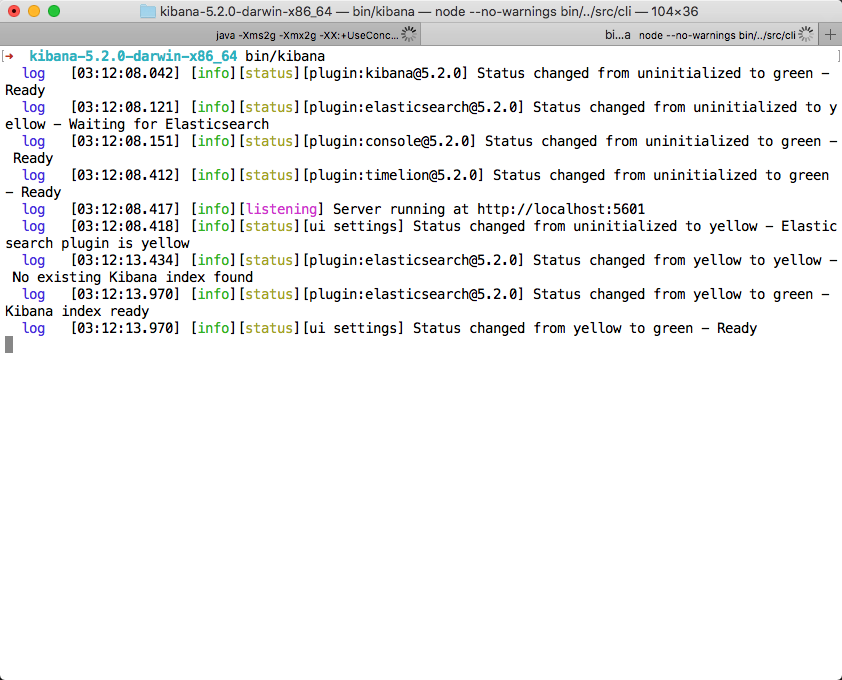 kibana-5.2.0-darwin-x86_64 — bin/kibana — node --no-warnings bin/../src/cli — 104×36
java -Xms2g -Xmx2g -XX:+UseConc... bi...a node --no-warnings bin/../src/cli +
[→ kibana-5.2.0-darwin-x86_64 bin/kibana ]
log [03:12:08.042] [info][status][plugin:kibana@5.2.0] Status changed from uninitialized to green –
Ready
log [03:12:08.121] [info][status][plugin:elasticsearch@5.2.0] Status changed from uninitialized to y
ellow – Waiting for Elasticsearch
log [03:12:08.151] [info][status][plugin:console@5.2.0] Status changed from uninitialized to green –
Ready
log [03:12:08.412] [info][status][plugin:timelion@5.2.0] Status changed from uninitialized to green
– Ready
log [03:12:08.417] [info][listening] Server running at http://localhost:5601
log [03:12:08.418] [info][status][ui settings] Status changed from uninitialized to yellow – Elastic
search plugin is yellow
log [03:12:13.434] [info][status][plugin:elasticsearch@5.2.0] Status changed from yellow to yellow –
No existing Kibana index found
log [03:12:13.970] [info][status][plugin:elasticsearch@5.2.0] Status changed from yellow to green –
Kibana index ready
log [03:12:13.970] [info][status][ui settings] Status changed from yellow to green – Ready